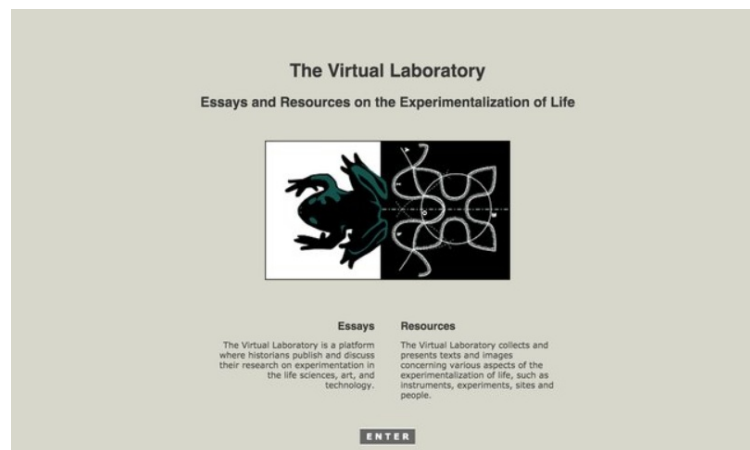 The Virtual Laboratory
Essays and Resources on the Experimentalization of Life
Essays
The Virtual Laboratory is a platform
where historians publish and discuss
their research on experimentation in
the life sciences, art, and
technology.
Resources
The Virtual Laboratory collects and
presents texts and images
concerning various aspects of the
experimentalization of life, such as
instruments, experiments, sites and
people.
ENTER